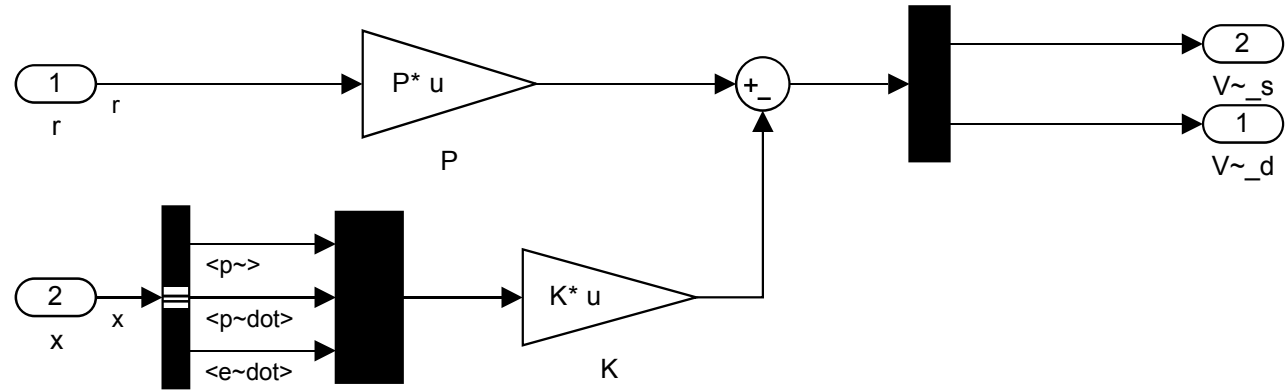 1
r
r
P* u
P
+
−
2
V~_s
1
V~_d
2
x
x
<p~>
<p~dot>
<e~dot>
K* u
K